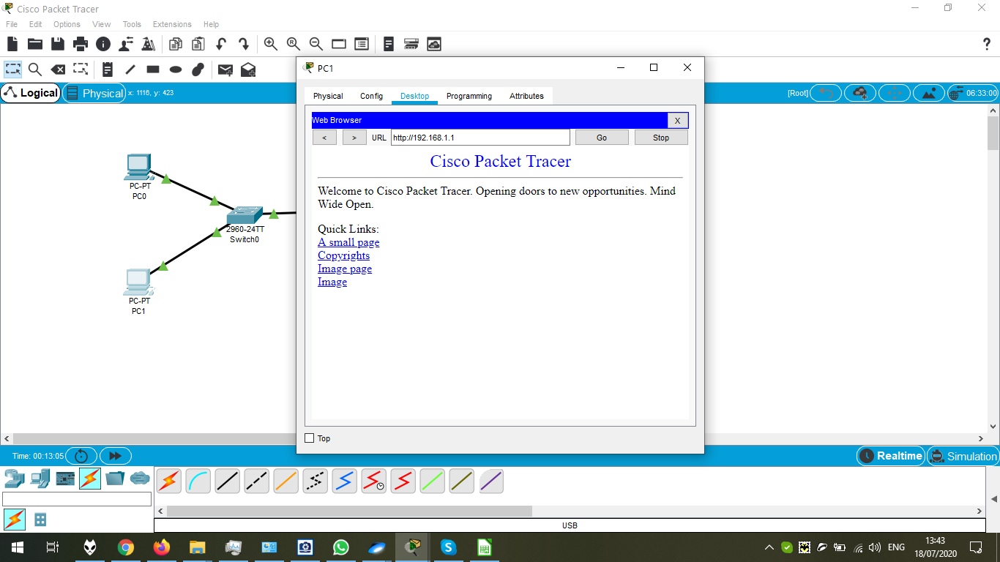 Cisco Packet Tracer
File Edit Options View Tools Extensions Help
?
Logical
Physical
x: 1116, y: 423
[Root]
06:33:00
PC-PT
PC0
2960-24TT
Switch0
PC-PT
PC1
PC1
Physical Config Desktop Programming Attributes
Web Browser
X
< > URL http://192.168.1.1 Go Stop
Cisco Packet Tracer
Welcome to Cisco Packet Tracer. Opening doors to new opportunities. Mind
Wide Open.
Quick Links:
A small page
Copyrights
Image page
Image
Top
Time: 00:13:05
Realtime
Simulation
USB
ENG
13:43
18/07/2020